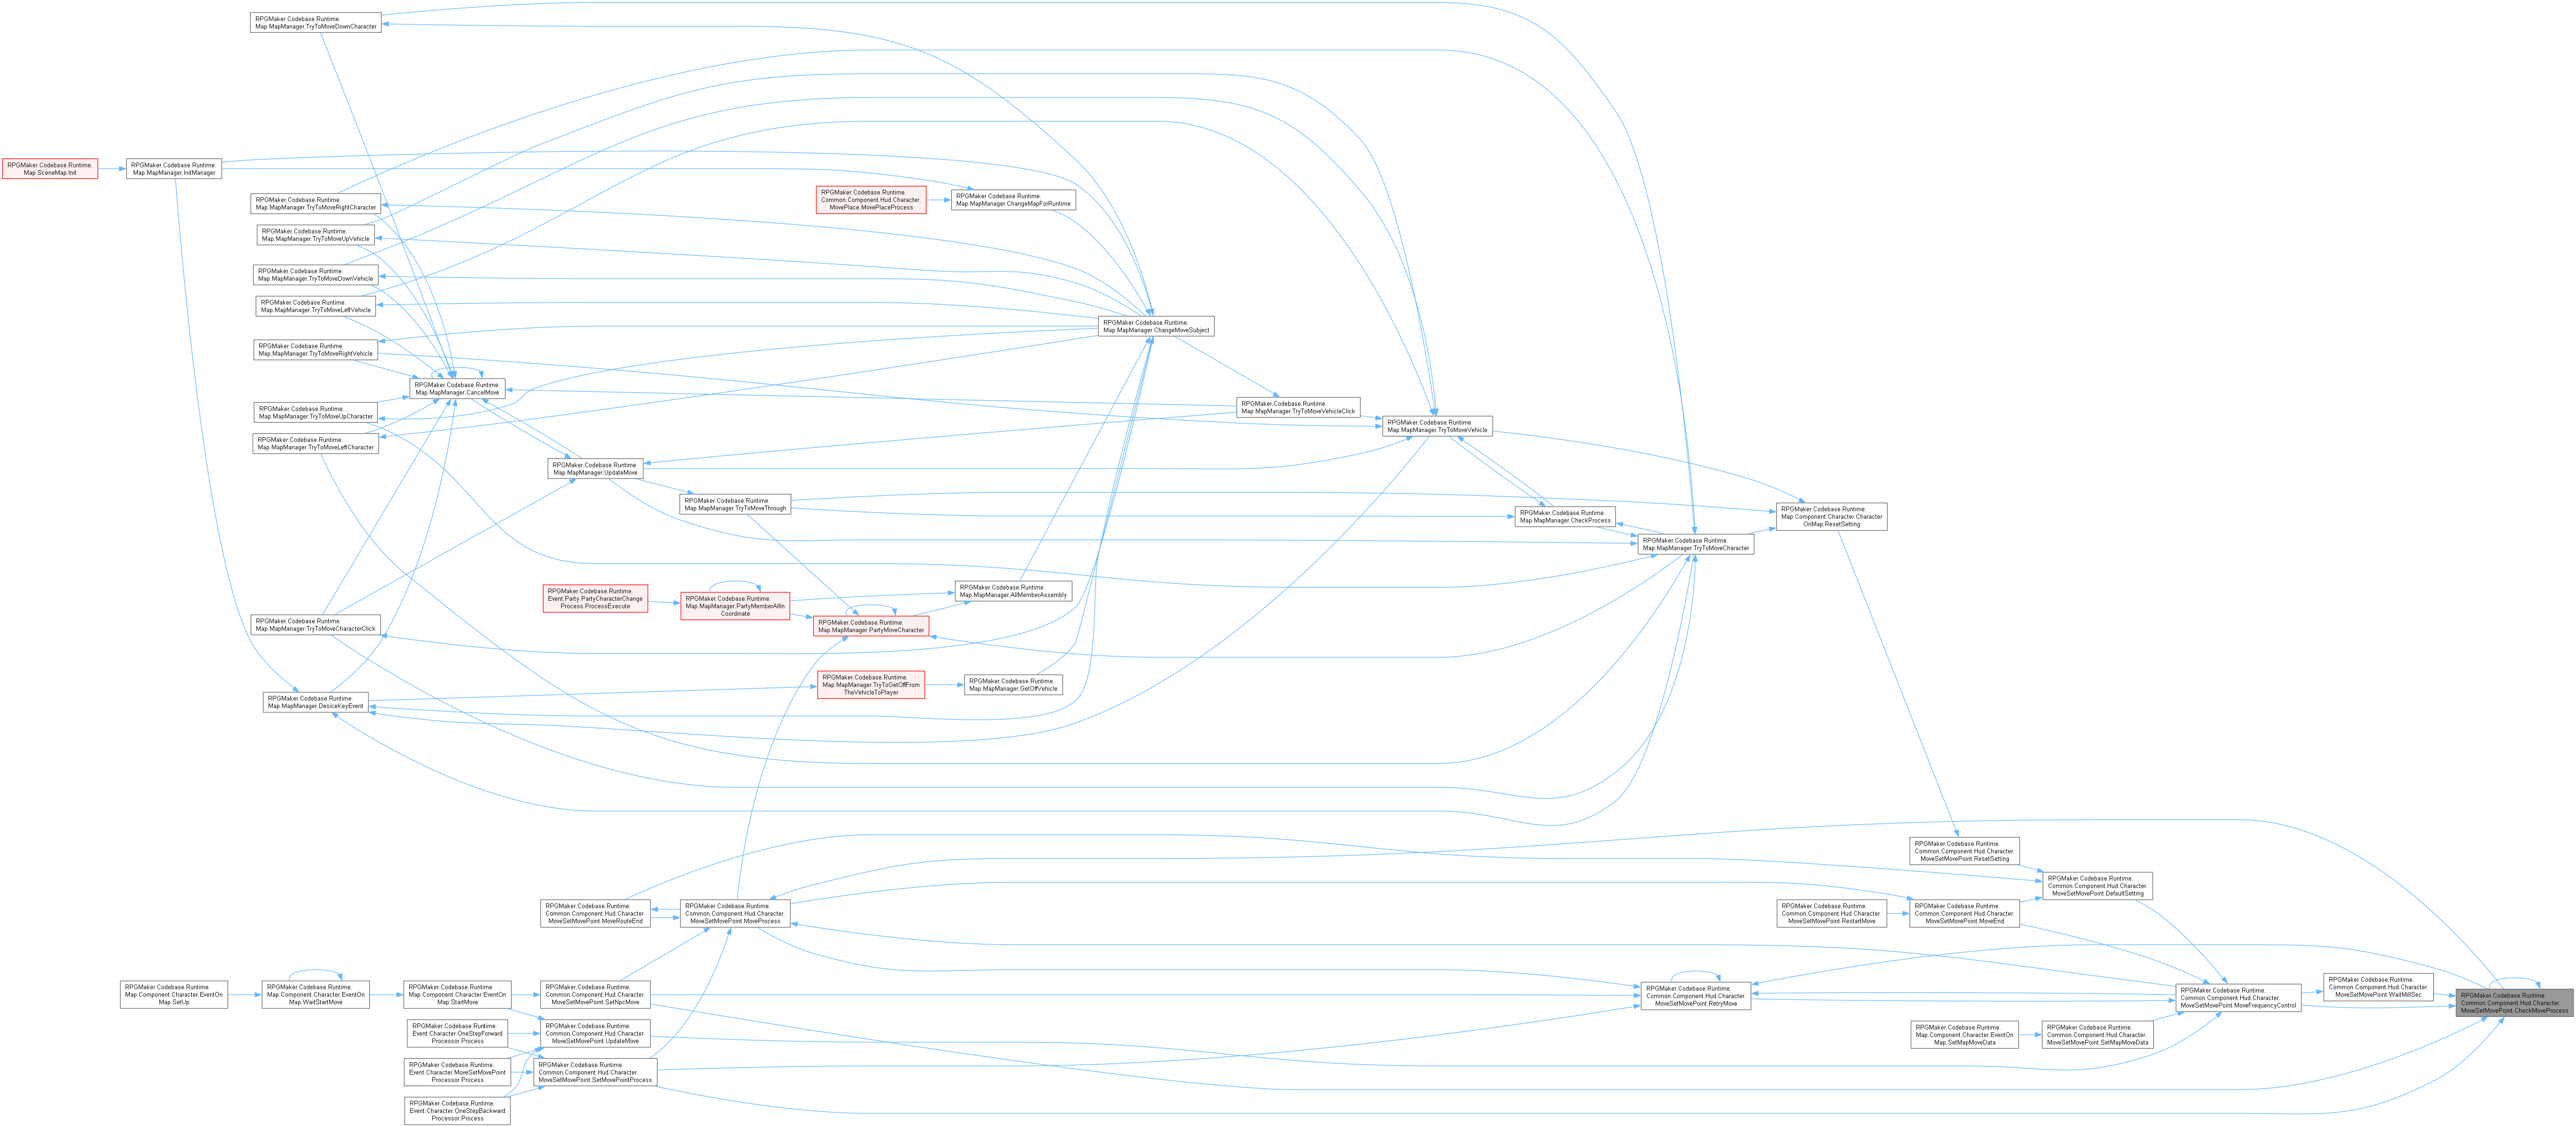 RPGMaker.Codebase.Runtime.
Map.MapManager.TryToMoveDownCharacter
RPGMaker.Codebase.Runtime.
Map.SceneMap.Init
RPGMaker.Codebase.Runtime.
Map.MapManager.InitManager
RPGMaker.Codebase.Runtime.
Map.MapManager.TryToMoveRightCharacter
RPGMaker.Codebase.Runtime.
Common.Component.Hud.Character.
MovePlace.MovePlaceProcess
RPGMaker.Codebase.Runtime.
Map.MapManager.ChangeMapForRuntime
RPGMaker.Codebase.Runtime.
Map.MapManager.TryToMoveUpVehicle
RPGMaker.Codebase.Runtime.
Map.MapManager.TryToMoveDownVehicle
RPGMaker.Codebase.Runtime.
Map.MapManager.TryToMoveLeftVehicle
RPGMaker.Codebase.Runtime.
Map.MapManager.ChangeMoveSubject
RPGMaker.Codebase.Runtime.
Map.MapManager.TryToMoveRightVehicle
RPGMaker.Codebase.Runtime.
Map.MapManager.CancelMove
RPGMaker.Codebase.Runtime.
Map.MapManager.TryToMoveUpCharacter
RPGMaker.Codebase.Runtime.
Map.MapManager.TryToMoveVehicleClick
RPGMaker.Codebase.Runtime.
Map.MapManager.TryToMoveVehicle
RPGMaker.Codebase.Runtime.
Map.MapManager.TryToMoveLeftCharacter
RPGMaker.Codebase.Runtime.
Map.MapManager.UpdateMove
RPGMaker.Codebase.Runtime.
Map.MapManager.TryToMoveThrough
RPGMaker.Codebase.Runtime.
Map.MapManager.CheckProcess
RPGMaker.Codebase.Runtime.
Map.Component.Character.Character
OnMap.ResetSetting
RPGMaker.Codebase.Runtime.
Map.MapManager.TryToMoveCharacter
RPGMaker.Codebase.Runtime.
Event.Party.PartyCharacterChange
Process.ProcessExecute
RPGMaker.Codebase.Runtime.
Map.MapManager.PartyMemberAllIn
Coordinate
RPGMaker.Codebase.Runtime.
Map.MapManager.AllMemberAssembly
RPGMaker.Codebase.Runtime.
Map.MapManager.TryToMoveCharacterClick
RPGMaker.Codebase.Runtime.
Map.MapManager.PartyMoveCharacter
RPGMaker.Codebase.Runtime.
Map.MapManager.DesiceKeyEvent
RPGMaker.Codebase.Runtime.
Map.MapManager.TryToGetOffFrom
TheVehicleToPlayer
RPGMaker.Codebase.Runtime.
Map.MapManager.GetOffVehicle
RPGMaker.Codebase.Runtime.
Common.Component.Hud.Character.
MoveSetMovePoint.ResetSetting
RPGMaker.Codebase.Runtime.
Common.Component.Hud.Character.
MoveSetMovePoint.DefaultSetting
RPGMaker.Codebase.Runtime.
Common.Component.Hud.Character.
MoveSetMovePoint.MoveRouteEnd
RPGMaker.Codebase.Runtime.
Common.Component.Hud.Character.
MoveSetMovePoint.MoveProcess
RPGMaker.Codebase.Runtime.
Common.Component.Hud.Character.
MoveSetMovePoint.RestartMove
RPGMaker.Codebase.Runtime.
Common.Component.Hud.Character.
MoveSetMovePoint.MoveEnd
RPGMaker.Codebase.Runtime.
Map.Component.Character.EventOn
Map.SetUp
RPGMaker.Codebase.Runtime.
Map.Component.Character.EventOn
Map.WaitStartMove
RPGMaker.Codebase.Runtime.
Map.Component.Character.EventOn
Map.StartMove
RPGMaker.Codebase.Runtime.
Common.Component.Hud.Character.
MoveSetMovePoint.SetNpcMove
RPGMaker.Codebase.Runtime.
Common.Component.Hud.Character.
MoveSetMovePoint.RetryMove
RPGMaker.Codebase.Runtime.
Common.Component.Hud.Character.
MoveSetMovePoint.MoveFrequencyControl
RPGMaker.Codebase.Runtime.
Common.Component.Hud.Character.
MoveSetMovePoint.WaitMillSec
RPGMaker.Codebase.Runtime.
Common.Component.Hud.Character.
MoveSetMovePoint.CheckMoveProcess
RPGMaker.Codebase.Runtime.
Event.Character.OneStepForward
Processor.Process
RPGMaker.Codebase.Runtime.
Common.Component.Hud.Character.
MoveSetMovePoint.UpdateMove
RPGMaker.Codebase.Runtime.
Map.Component.Character.EventOn
Map.SetMapMoveData
RPGMaker.Codebase.Runtime.
Common.Component.Hud.Character.
MoveSetMovePoint.SetMapMoveData
RPGMaker.Codebase.Runtime.
Event.Character.MoveSetMovePoint
Processor.Process
RPGMaker.Codebase.Runtime.
Common.Component.Hud.Character.
MoveSetMovePoint.SetMovePointProcess
RPGMaker.Codebase.Runtime.
Event.Character.OneStepBackward
Processor.Process